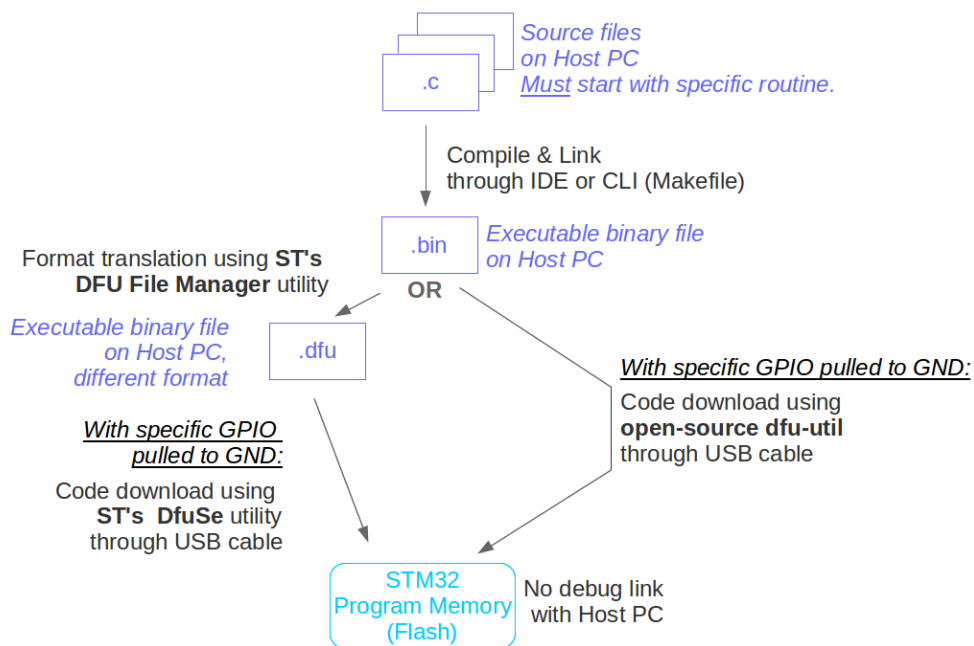 Source files
on Host PC
Must start with specific routine.
.c
Compile & Link
through IDE or CLI (Makefile)
.bin
Executable binary file
on Host PC
Format translation using ST's
DFU File Manager utility
OR
Executable binary file
on Host PC,
different format
.dfu
With specific GPIO pulled to GND:
Code download using
open-source dfu-util
through USB cable
With specific GPIO
pulled to GND:
Code download using
ST's DfuSe utility
through USB cable
STM32
Program Memory
(Flash)
No debug link
with Host PC